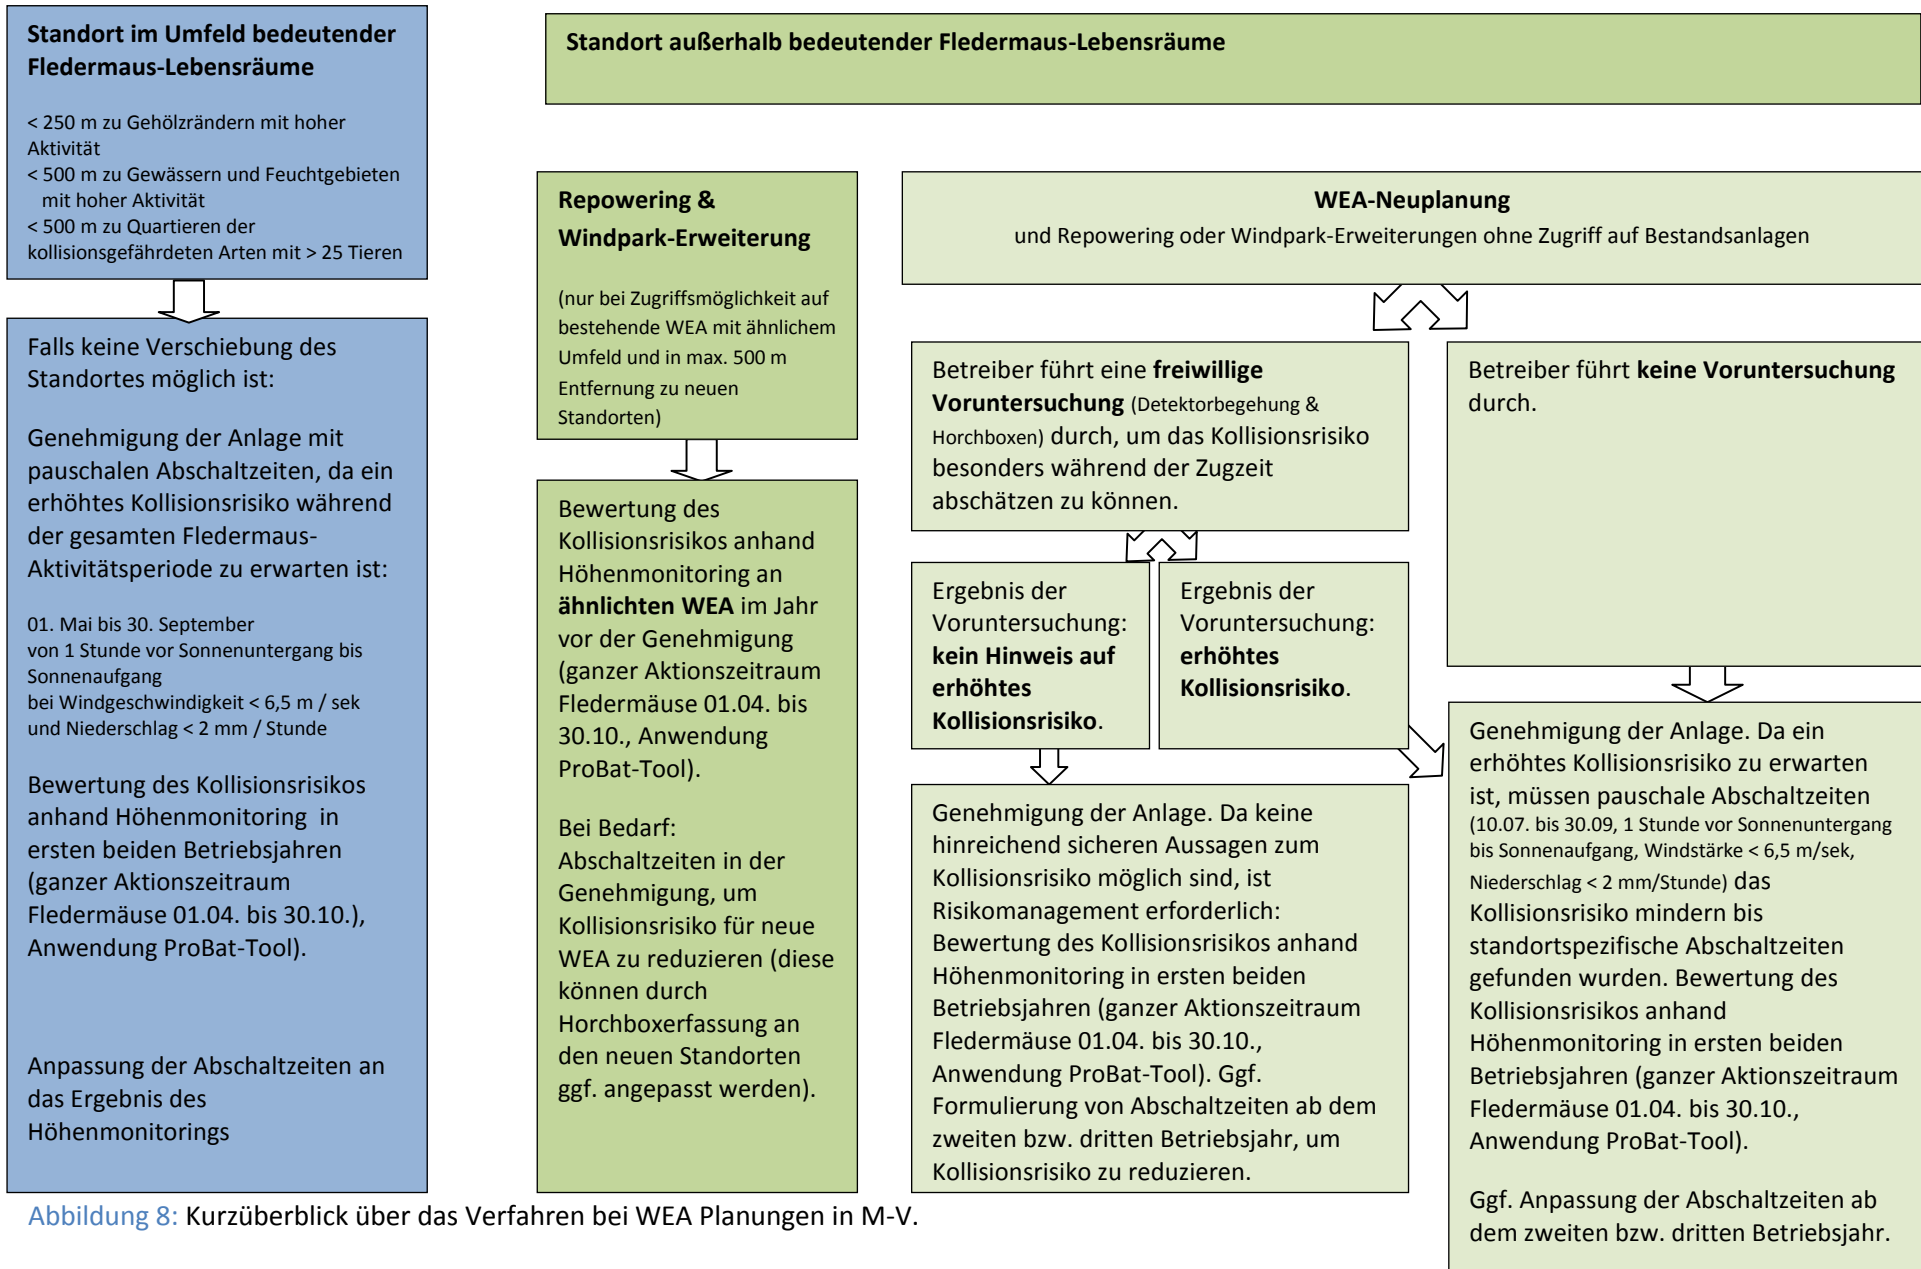 Standort im Umfeld bedeutender
Fledermaus-Lebensräume
< 250 m zu Gehölzrändern mit hoher
Aktivität
< 500 m zu Gewässern und Feuchtgebieten
mit hoher Aktivität
< 500 m zu Quartieren der
kollisionsgefährdeten Arten mit > 25 Tieren
Falls keine Verschiebung des
Standortes möglich ist:
Genehmigung der Anlage mit
pauschalen Abschaltzeiten, da ein
erhöhtes Kollisionsrisiko während
der gesamten Fledermaus-
Aktivitätsperiode zu erwarten ist:
01. Mai bis 30. September
von 1 Stunde vor Sonnenuntergang bis
Sonnenaufgang
bei Windgeschwindigkeit < 6,5 m / sek
und Niederschlag < 2 mm / Stunde
Bewertung des Kollisionsrisikos
anhand Höhenmonitoring in
ersten beiden Betriebsjahren
(ganzer Aktionszeitraum
Fledermäuse 01.04. bis 30.10.),
Anwendung ProBat-Tool).
Anpassung der Abschaltzeiten an
das Ergebnis des
Höhenmonitorings
Standort außerhalb bedeutender Fledermaus-Lebensräume
Repowering &
Windpark-Erweiterung
(nur bei Zugriffsmöglichkeit auf
bestehende WEA mit ähnlichem
Umfeld und in max. 500 m
Entfernung zu neuen
Standorten)
Bewertung des
Kollisionsrisikos anhand
Höhenmonitoring an
ähnlichten WEA im Jahr
vor der Genehmigung
(ganzer Aktionszeitraum
Fledermäuse 01.04. bis
30.10., Anwendung
ProBat-Tool).
Bei Bedarf:
Abschaltzeiten in der
Genehmigung, um
Kollisionsrisiko für neue
WEA zu reduzieren (diese
können durch
Horchboxerfassung an
den neuen Standorten
ggf. angepasst werden).
WEA-Neuplanung
und Repowering oder Windpark-Erweiterungen ohne Zugriff auf Bestandsanlagen
Betreiber führt eine freiwillige
Voruntersuchung (Detektorbegehung &
Horchboxen) durch, um das Kollisionsrisiko
besonders während der Zugzeit
abschätzen zu können.
Ergebnis der
Voruntersuchung:
kein Hinweis auf
erhöhtes
Kollisionsrisiko.
Ergebnis der
Voruntersuchung:
erhöhtes
Kollisionsrisiko.
Genehmigung der Anlage. Da keine
hinreichend sicheren Aussagen zum
Kollisionsrisiko möglich sind, ist
Risikomanagement erforderlich:
Bewertung des Kollisionsrisikos anhand
Höhenmonitoring in ersten beiden
Betriebsjahren (ganzer Aktionszeitraum
Fledermäuse 01.04. bis 30.10.,
Anwendung ProBat-Tool). Ggf.
Formulierung von Abschaltzeiten ab dem
zweiten bzw. dritten Betriebsjahr, um
Kollisionsrisiko zu reduzieren.
Betreiber führt keine Voruntersuchung
durch.
Genehmigung der Anlage. Da ein
erhöhtes Kollisionsrisiko zu erwarten
ist, müssen pauschale Abschaltzeiten
(10.07. bis 30.09, 1 Stunde vor Sonnenuntergang
bis Sonnenaufgang, Windstärke < 6,5 m/sek,
Niederschlag < 2 mm/Stunde) das
Kollisionsrisiko mindern bis
standortspezifische Abschaltzeiten
gefunden wurden. Bewertung des
Kollisionsrisikos anhand
Höhenmonitoring in ersten beiden
Betriebsjahren (ganzer Aktionszeitraum
Fledermäuse 01.04. bis 30.10.,
Anwendung ProBat-Tool).
Ggf. Anpassung der Abschaltzeiten ab
dem zweiten bzw. dritten Betriebsjahr.
Abbildung 8: Kurzüberblick über das Verfahren bei WEA Planungen in M-V.